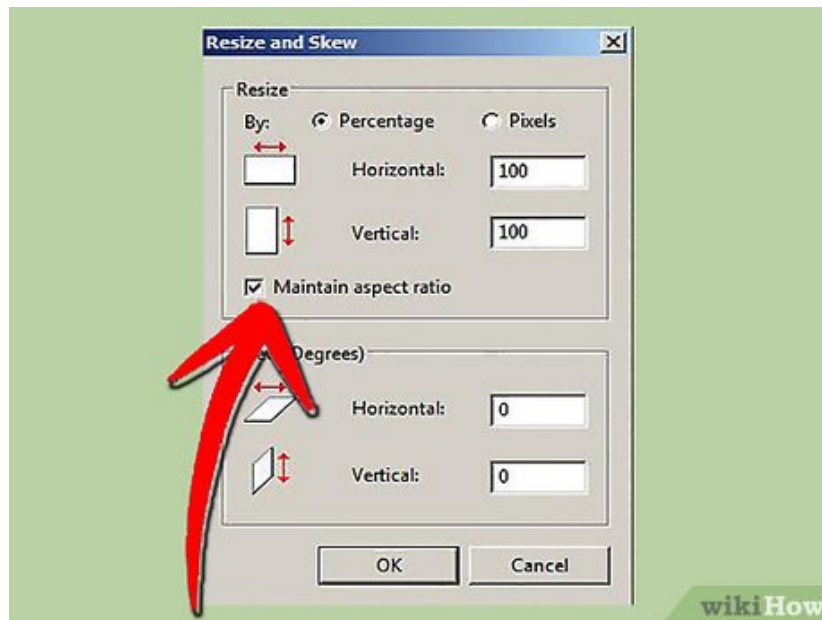 Resize and Skew
Resize
By: Percentage Pixels
Horizontal: 100
Vertical: 100
Maintain aspect ratio
Degrees)
Horizontal: 0
Vertical: 0
OK Cancel
wikiHow